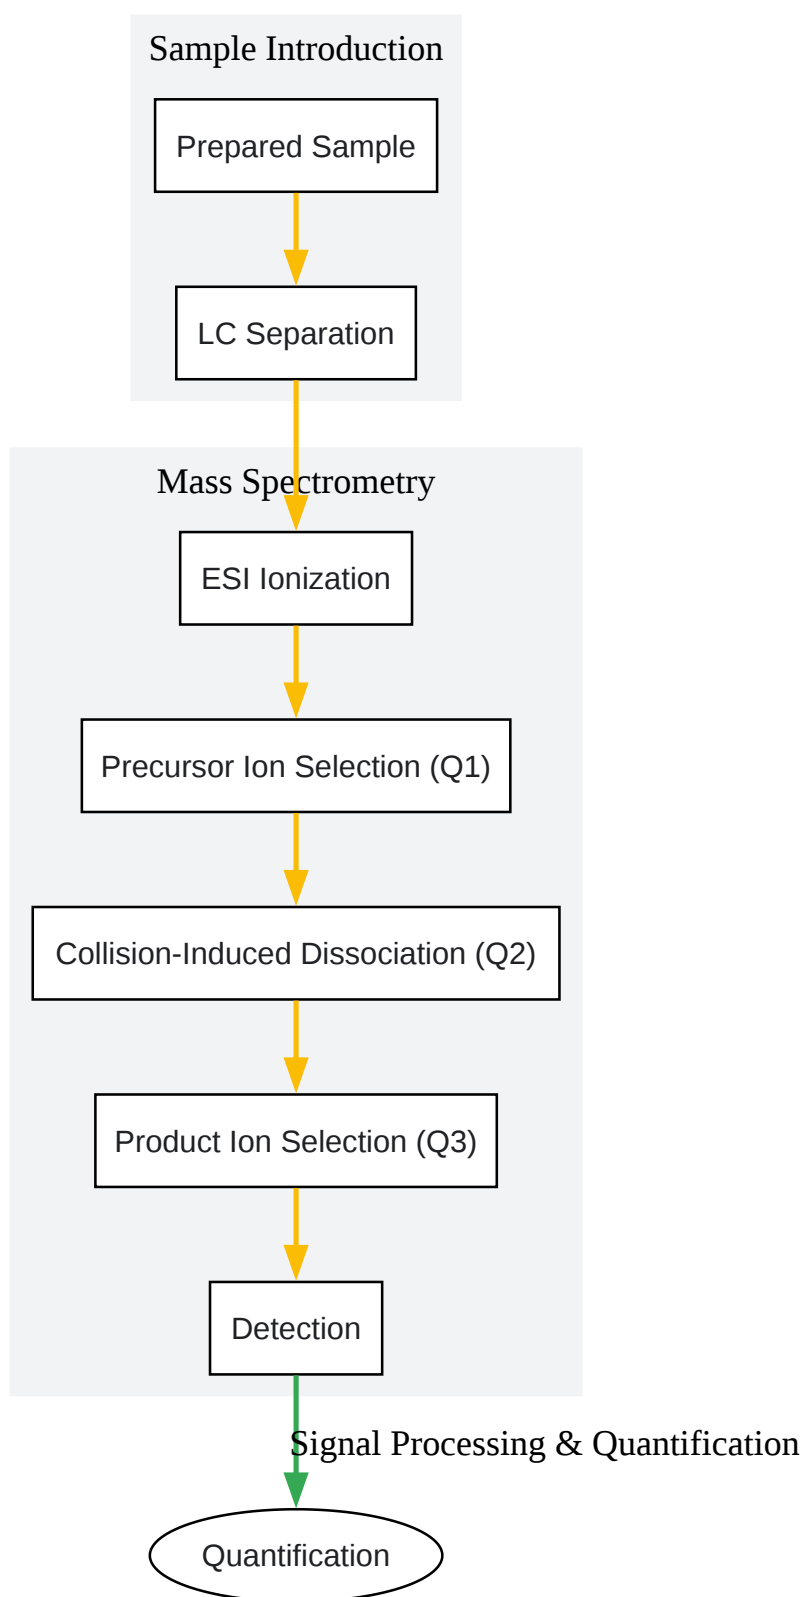 Sample Introduction
Prepared Sample
LC Separation
Mass Spectrometry
ESI Ionization
Precursor Ion Selection (Q1)
Collision-Induced Dissociation (Q2)
Product Ion Selection (Q3)
Detection
Signal Processing & Quantification
Quantification